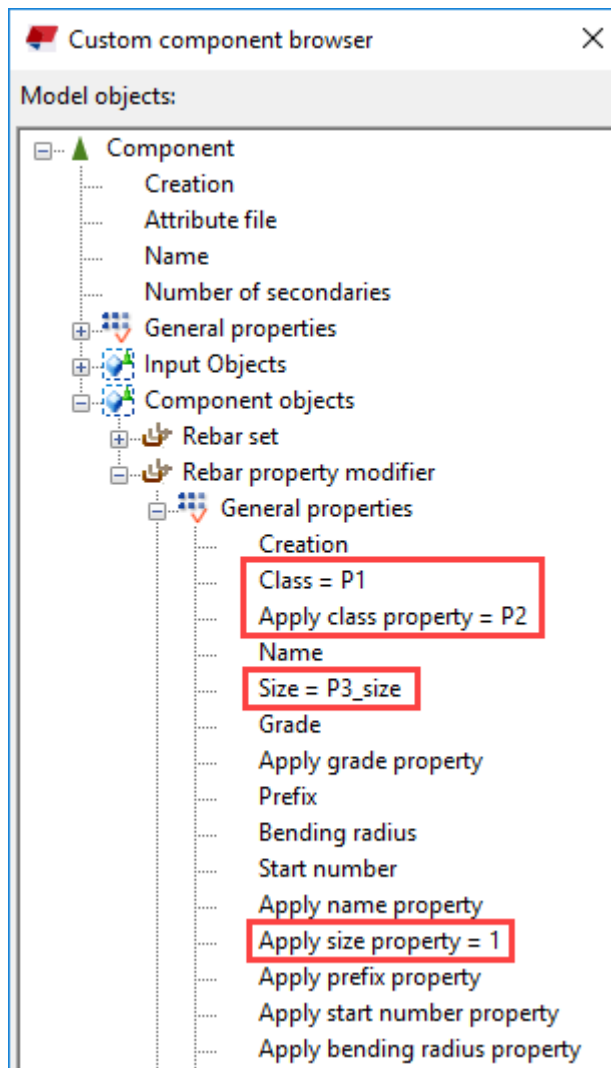 Custom component browser
Model objects:
Component
Creation
Attribute file
Name
Number of secondaries
General properties
Input Objects
Component objects
Rebar set
Rebar property modifier
General properties
Creation
Class = P1
Apply class property = P2
Name
Size = P3_size
Grade
Apply grade property
Prefix
Bending radius
Start number
Apply name property
Apply size property = 1
Apply prefix property
Apply start number property
Apply bending radius property